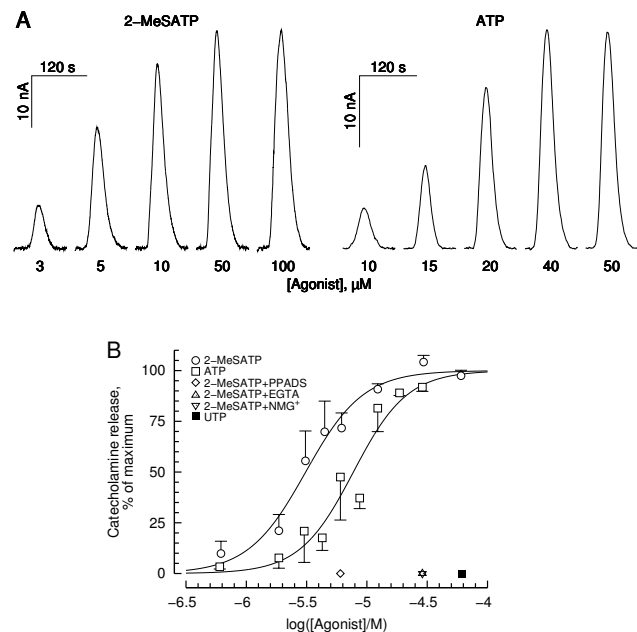 A
2−MeSATP
ATP
120 s
10 nA
120 s
10 nA
3 5 10 50 100 10 15 20 40 50
[Agonist], μM
B
2−MeSATP
ATP
2−MeSATP+PPADS
2−MeSATP+EGTA
2−MeSATP+NMG⁺
UTP
Catecholamine release,
% of maximum
100
75
50
25
0
−6.5 −6 −5.5 −5 −4.5 −4
log([Agonist]/M)